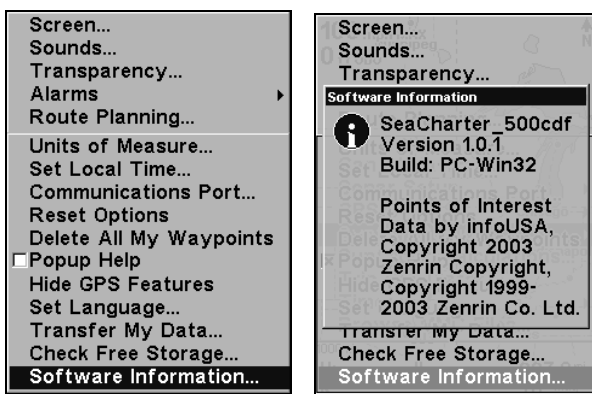 Screen...
Sounds...
Transparency...
Alarms
Route Planning...
Units of Measure...
Set Local Time...
Communications Port...
Reset Options
Delete All My Waypoints
Popup Help
Hide GPS Features
Set Language...
Transfer My Data...
Check Free Storage...
Software Information...
Screen...
Sounds...
Transparency...
Software Information
SeaCharter_500cdf
Version 1.0.1
Build: PC-Win32
Points of Interest
Data by infoUSA,
Copyright 2003
Zenrin Copyright,
Copyright 1999-
2003 Zenrin Co. Ltd.
Transfer My Data...
Check Free Storage...
Software Information...